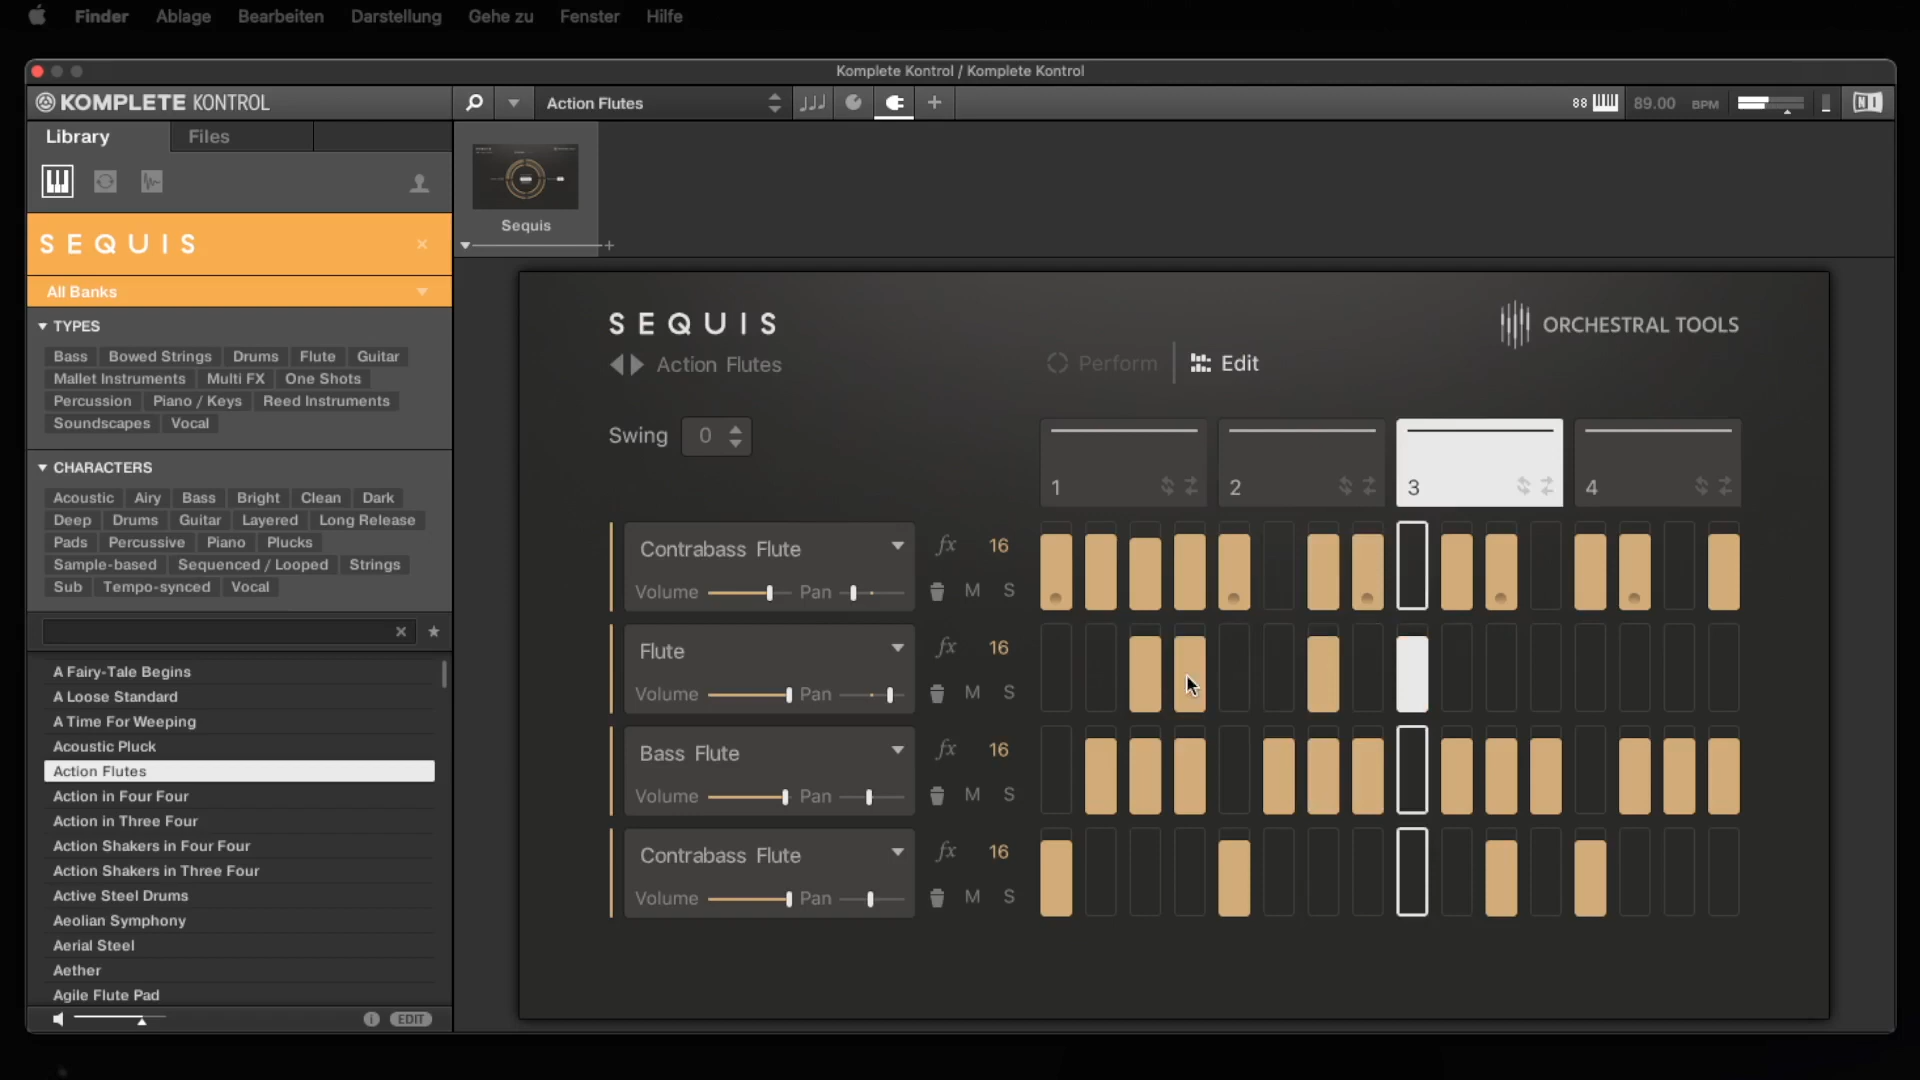 Finder Ablage Bearbeiten Darstellung Gehe zu Fenster Hilfe
Komplete Kontrol / Komplete Kontrol
KOMPLETE KONTROL
Action Flutes
88
89.00 BPM
NI
Library Files
Sequis
SEQUIS
All Banks
TYPES
Bass Bowed Strings Drums Flute Guitar
Mallet Instruments Multi FX One Shots
Percussion Piano / Keys Reed Instruments
Soundscapes Vocal
CHARACTERS
Acoustic Airy Bass Bright Clean Dark
Deep Drums Guitar Layered Long Release
Pads Percussive Piano Plucks
Sample-based Sequenced / Looped Strings
Sub Tempo-synced Vocal
A Fairy-Tale Begins
A Loose Standard
A Time For Weeping
Acoustic Pluck
Action Flutes
Action in Four Four
Action in Three Four
Action Shakers in Four Four
Action Shakers in Three Four
Active Steel Drums
Aeolian Symphony
Aerial Steel
Aether
Agile Flute Pad
EDIT
SEQUIS
ORCHESTRAL TOOLS
Action Flutes
Perform Edit
Swing 0
1 2 3 4
Contrabass Flute fx 16
Volume Pan M S
Flute fx 16
Volume Pan M S
Bass Flute fx 16
Volume Pan M S
Contrabass Flute fx 16
Volume Pan M S